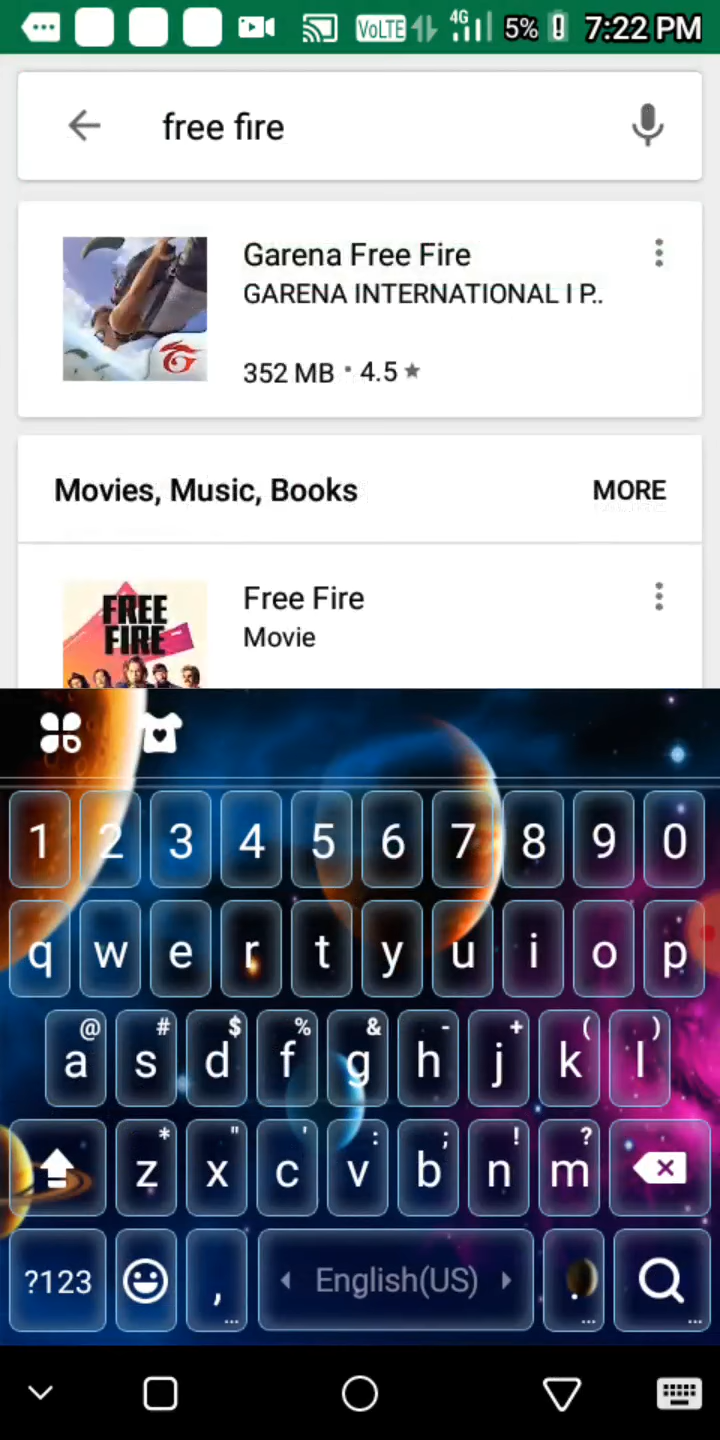 VoLTE 4G 5% 7:22 PM
free fire
Garena Free Fire
GARENA INTERNATIONAL I P..
352 MB · 4.5 ★
Movies, Music, Books MORE
FREE
FIRE
Free Fire
Movie
1 2 3 4 5 6 7 8 9 0
q w e r t y u i o p
@ # $ % & - + ( )
a s d f g h j k l
* " ' : ; ! ?
z x c v b n m
?123 , English(US) .